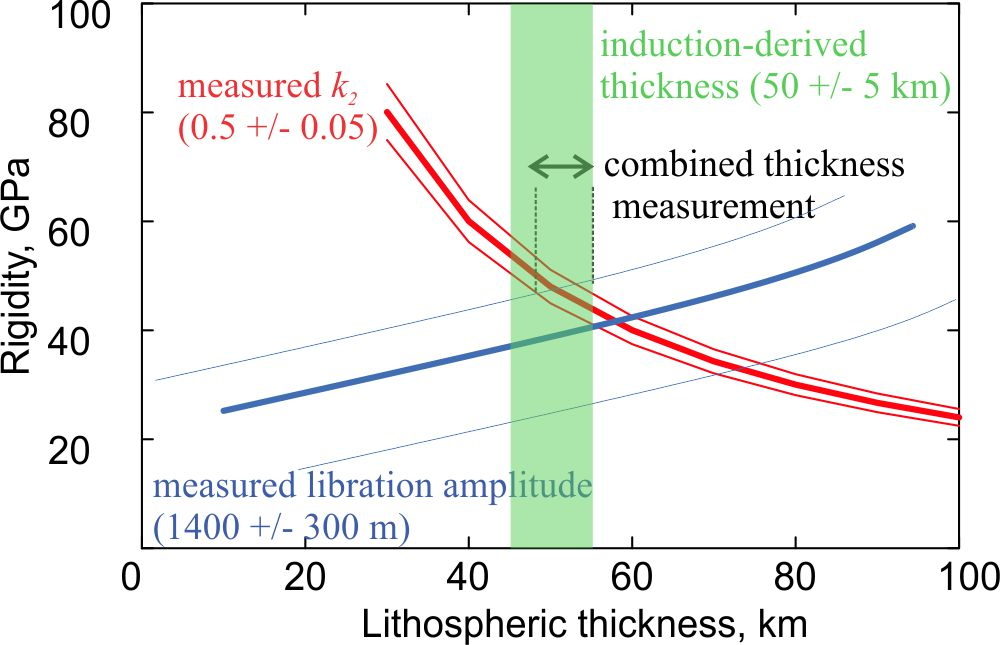 100
80
60
40
20
Rigidity, GPa
measured k2
(0.5 +/- 0.05)
induction-derived
thickness (50 +/- 5 km)
combined thickness
measurement
measured libration amplitude
(1400 +/- 300 m)
0 20 40 60 80 100
Lithospheric thickness, km